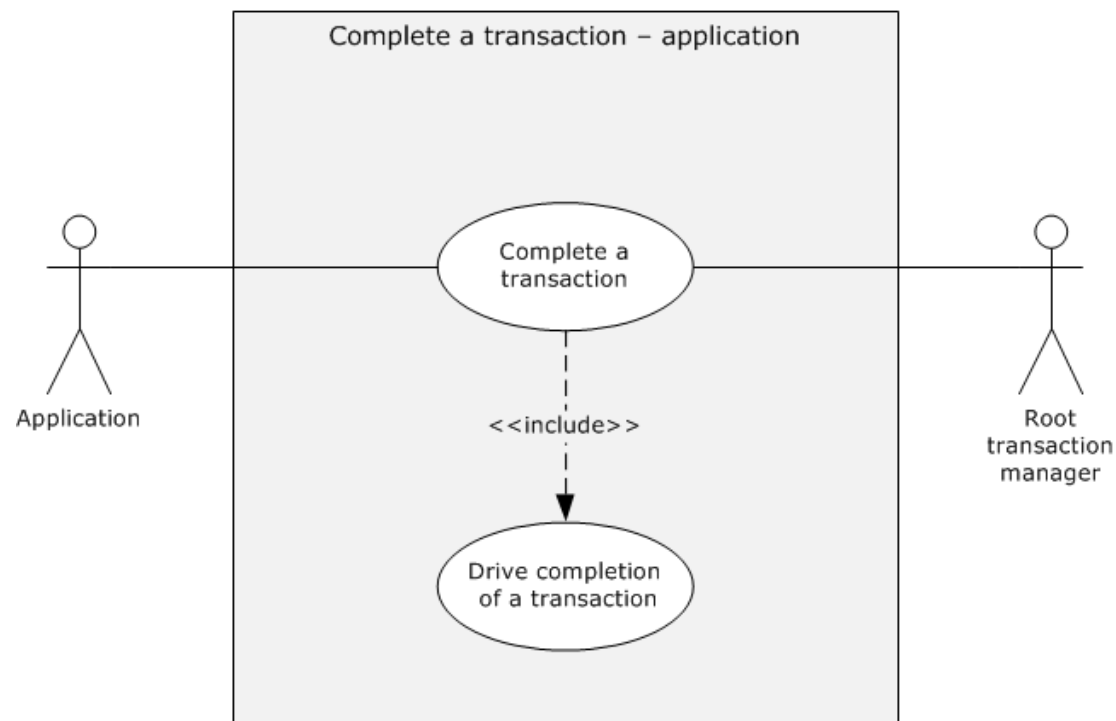 Complete a transaction – application
Complete a
transaction
Application
<<include>>
Root
transaction
manager
Drive completion
of a transaction